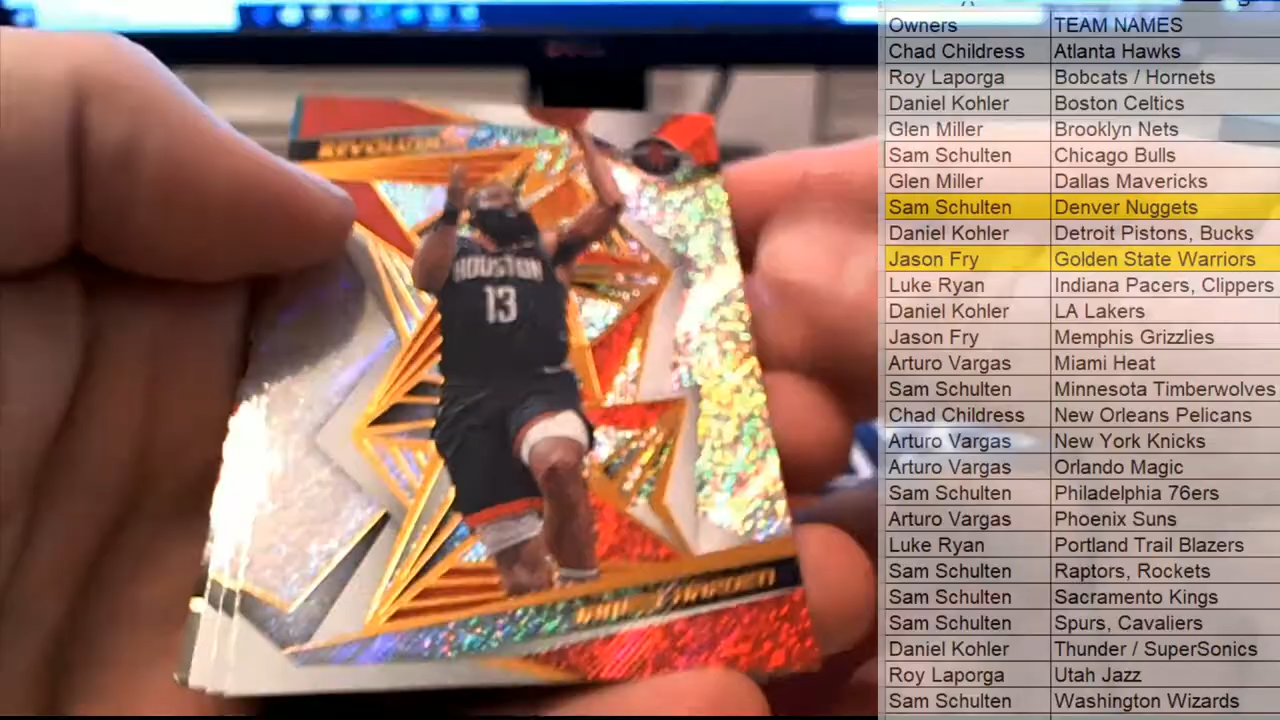 Owners TEAM NAMES
Chad Childress Atlanta Hawks
Roy Laporga Bobcats / Hornets
Daniel Kohler Boston Celtics
Glen Miller Brooklyn Nets
Sam Schulten Chicago Bulls
Glen Miller Dallas Mavericks
Sam Schulten Denver Nuggets
Daniel Kohler Detroit Pistons, Bucks
Jason Fry Golden State Warriors
Luke Ryan Indiana Pacers, Clippers
Daniel Kohler LA Lakers
Jason Fry Memphis Grizzlies
Arturo Vargas Miami Heat
Sam Schulten Minnesota Timberwolves
Chad Childress New Orleans Pelicans
Arturo Vargas New York Knicks
Arturo Vargas Orlando Magic
Sam Schulten Philadelphia 76ers
Arturo Vargas Phoenix Suns
Luke Ryan Portland Trail Blazers
Sam Schulten Raptors, Rockets
Sam Schulten Sacramento Kings
Sam Schulten Spurs, Cavaliers
Daniel Kohler Thunder / SuperSonics
Roy Laporga Utah Jazz
Sam Schulten Washington Wizards
REVOLUTION
HOUSTON
13
JAMES HARDEN